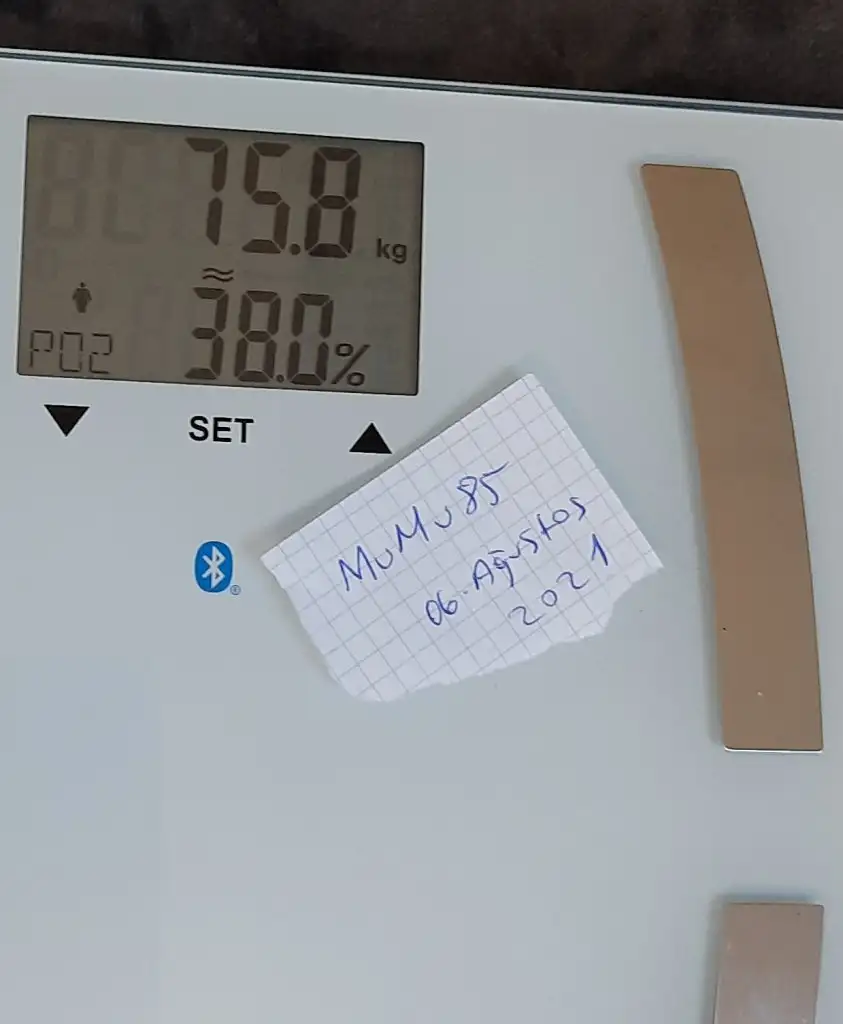 75.8 kg
≈
38.0%
P02
SET
MuMu85
06. Ağustos
2021
®